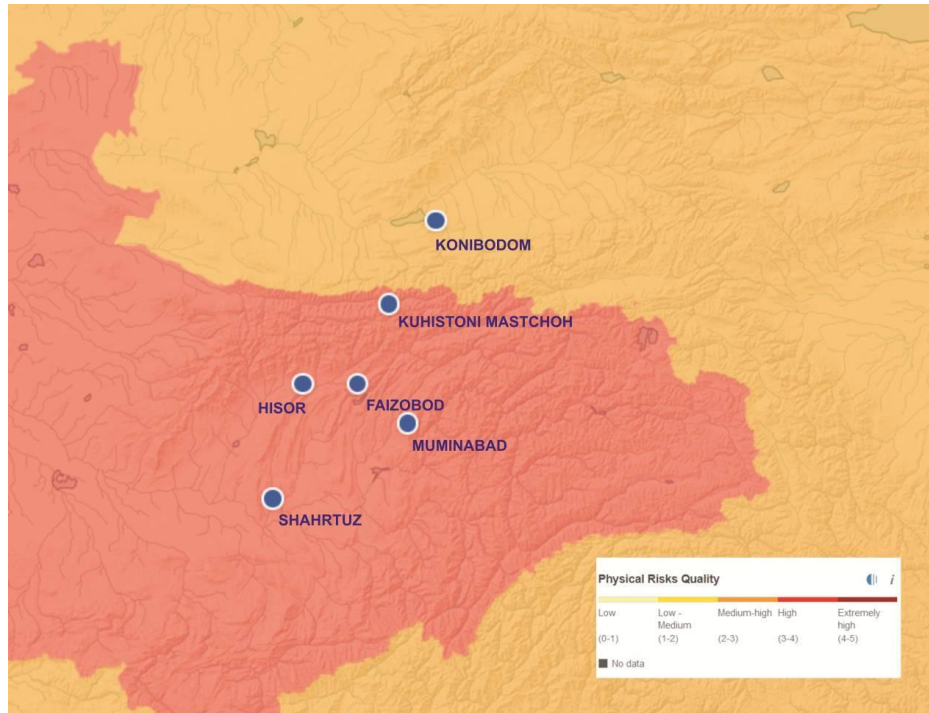 KONIBODOM
KUHISTONI MASTCHOH
HISOR
FAIZOBOD
MUMINABAD
SHAHRTUZ
Physical Risks Quality i
Low Low - Medium-high High Extremely
Medium high
(0-1) (1-2) (2-3) (3-4) (4-5)
No data